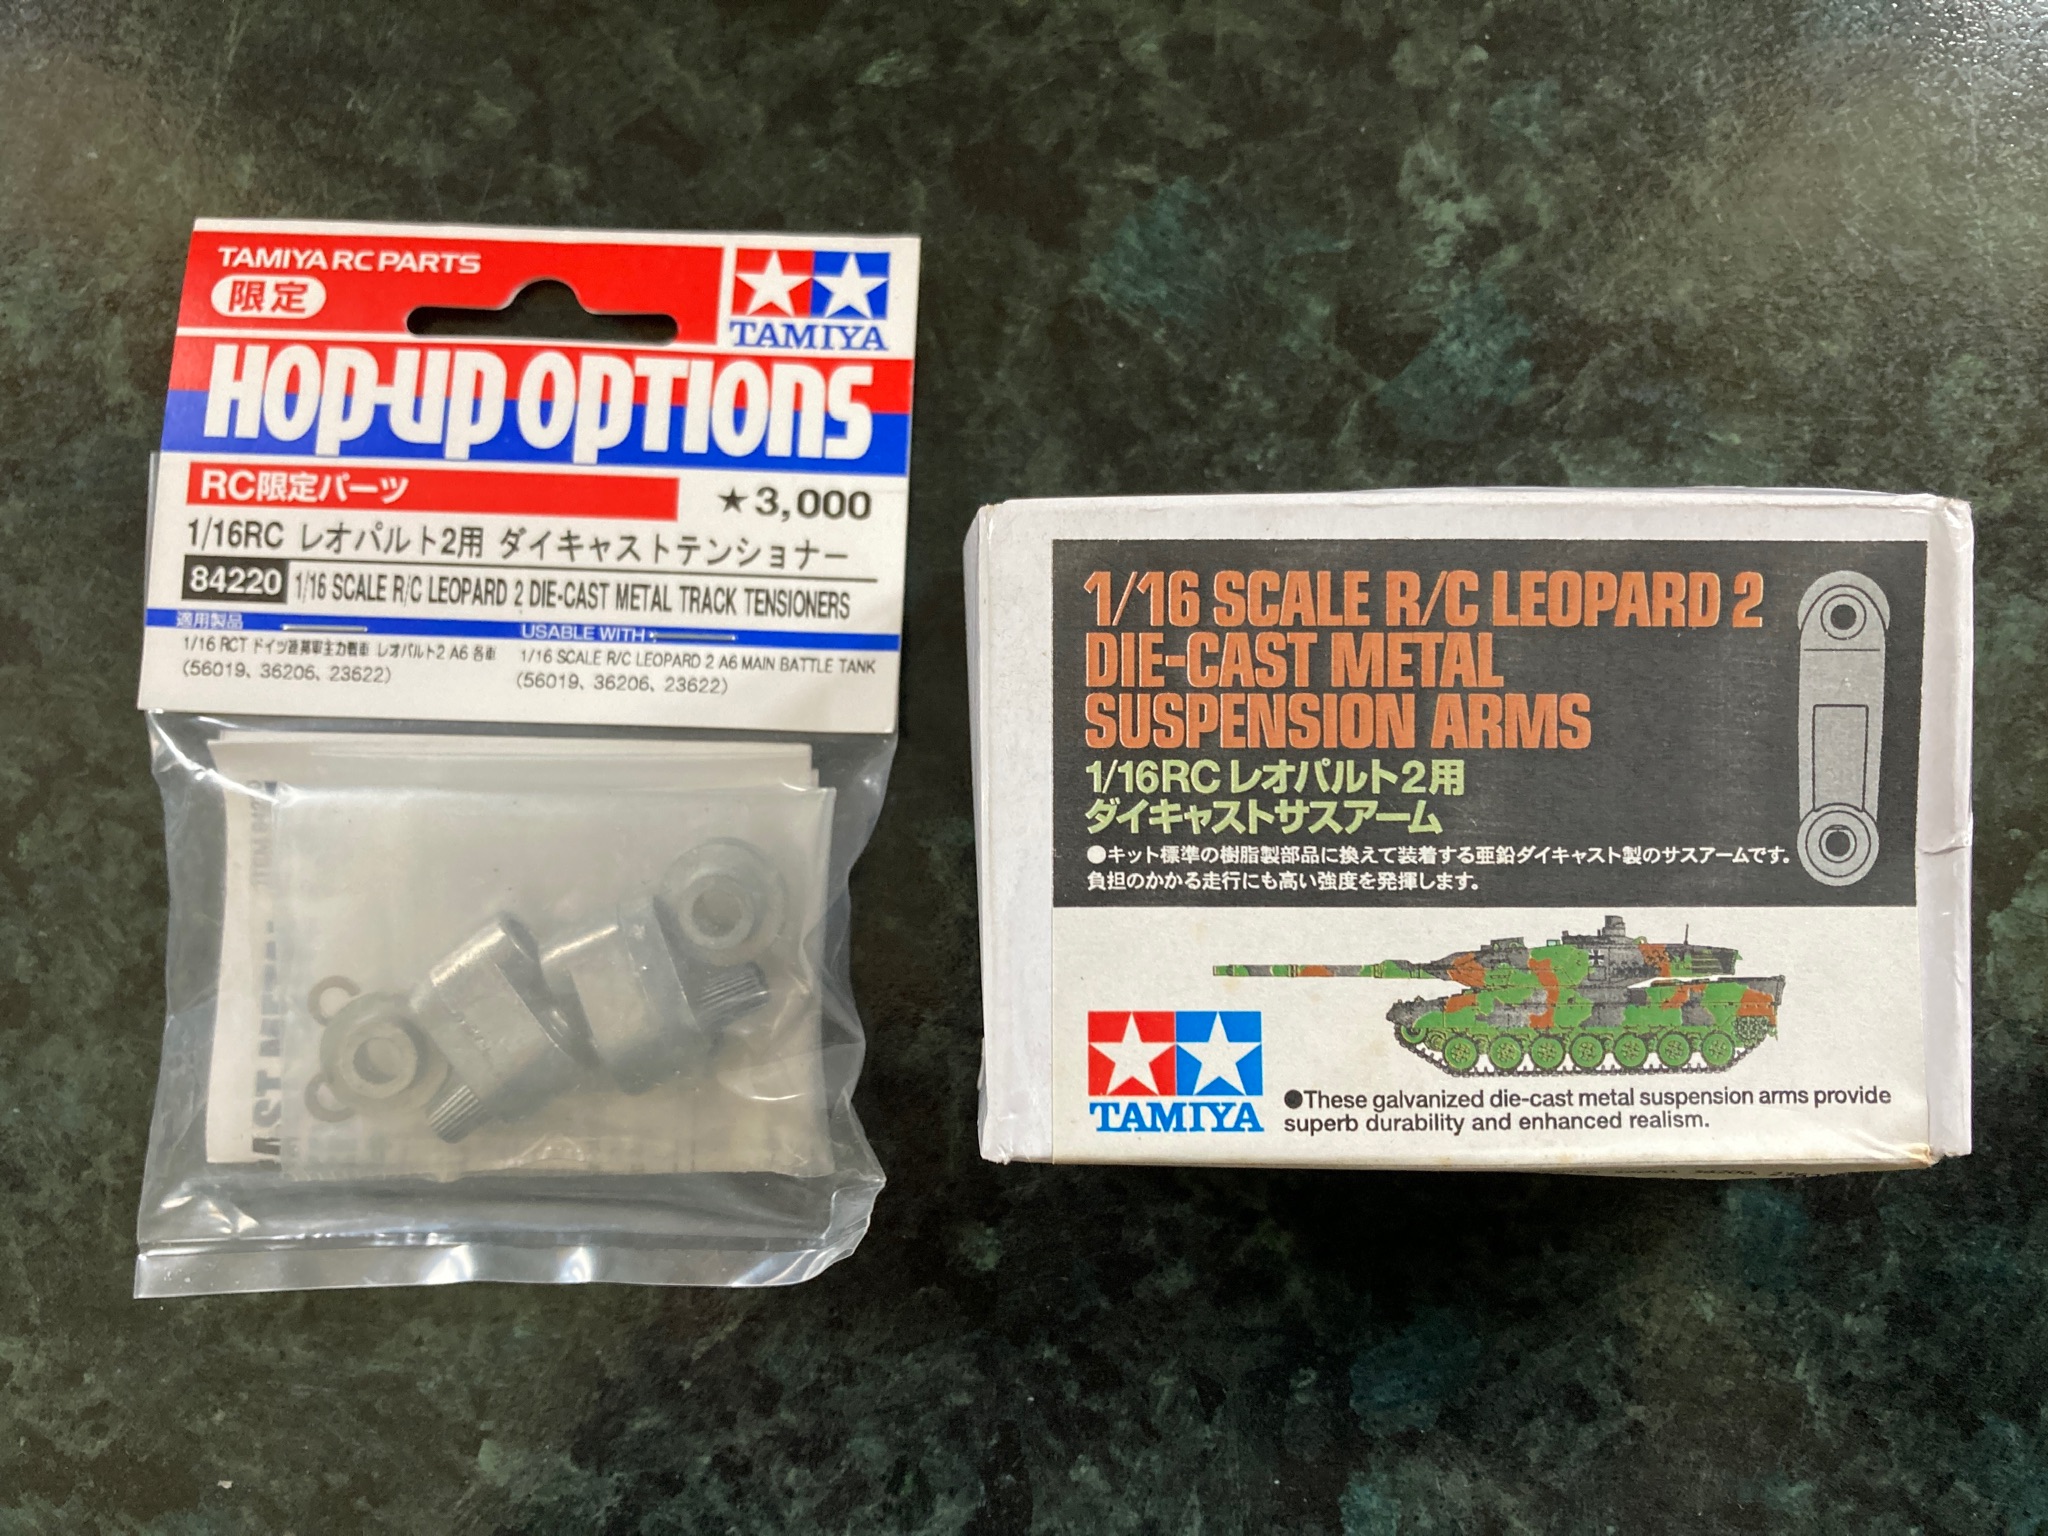 TAMIYA RC PARTS
限定
TAMIYA
HOP-UP OPTIONS
RC限定パーツ
★3,000
1/16RC レオパルト2用 ダイキャストテンショナー
84220 1/16 SCALE R/C LEOPARD 2 DIE-CAST METAL TRACK TENSIONERS
適用製品
1/16 RCT ドイツ連邦軍主力戦車 レオパルト2 A6 各車
(56019、36206、23622)
USABLE WITH
1/16 SCALE R/C LEOPARD 2 A6 MAIN BATTLE TANK
(56019、36206、23622)
1/16 SCALE R/C LEOPARD 2
DIE-CAST METAL
SUSPENSION ARMS
1/16RC レオパルト2用
ダイキャストサスアーム
●キット標準の樹脂製部品に換えて装着する亜鉛ダイキャスト製のサスアームです。
負担のかかる走行にも高い強度を発揮します。
TAMIYA
●These galvanized die-cast metal suspension arms provide
superb durability and enhanced realism.